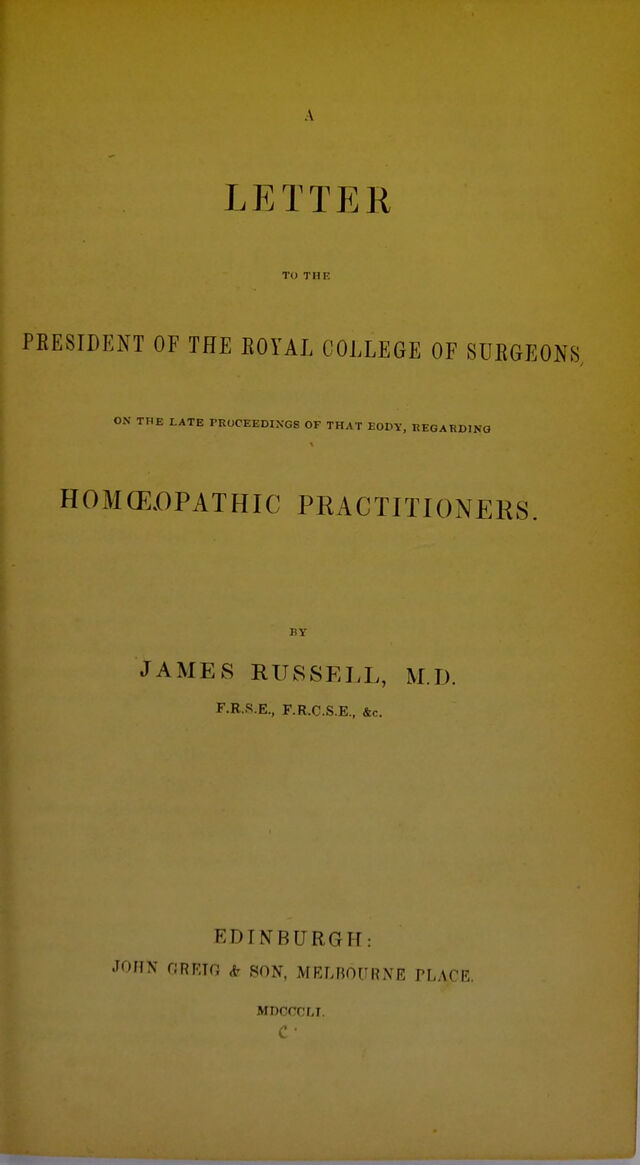 A
LETTER
TO THE
PRESIDENT OF THE ROYAL COLLEGE OF SURGEONS,
ON THE LATE PROCEEDINGS OF THAT BODY, REGARDING
HOMŒOPATHIC PRACTITIONERS.
BY
JAMES RUSSELL, M.D.
F.R.S.E., F.R.C.S.E., &c.
EDINBURGH:
JOHN GREIG & SON, MELBOURNE PLACE.
MDCCCLI.
C.